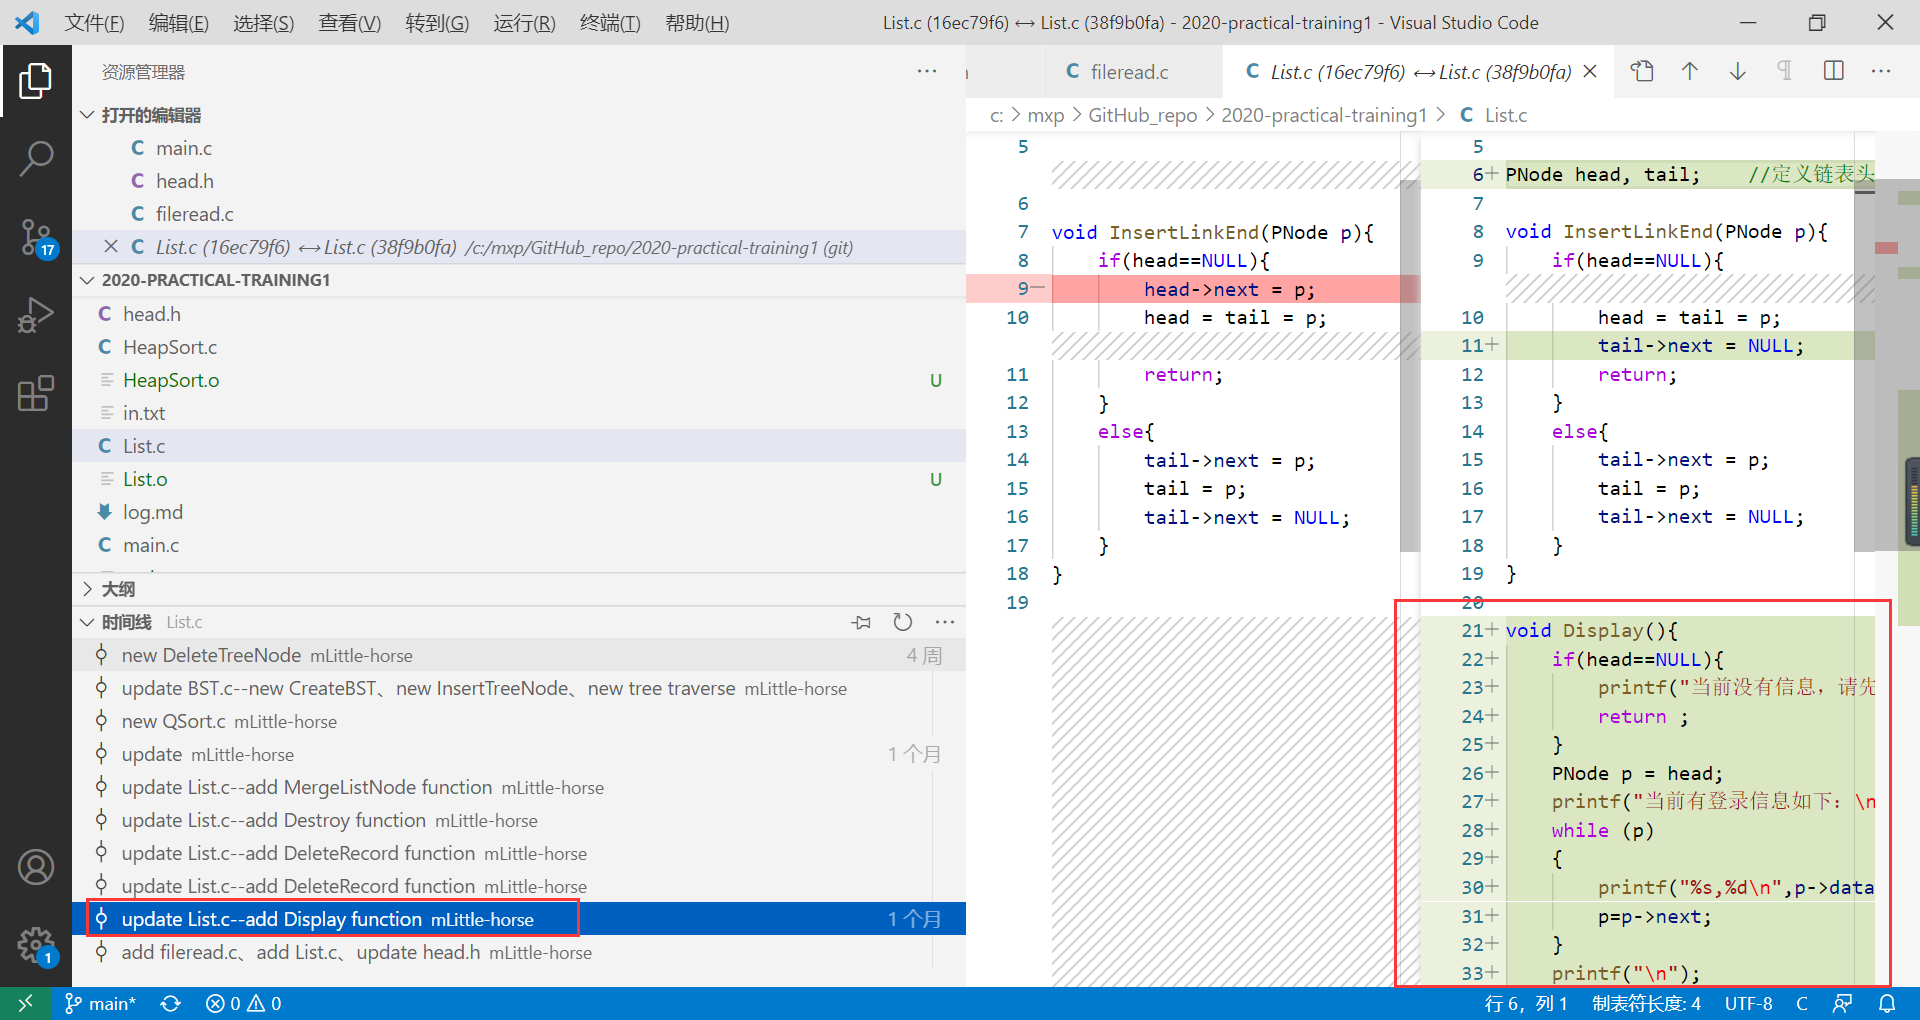 文件(F) 编辑(E) 选择(S) 查看(V) 转到(G) 运行(R) 终端(T) 帮助(H) List.c (16ec79f6) ↔ List.c (38f9b0fa) - 2020-practical-training1 - Visual Studio Code
资源管理器 ···
打开的编辑器
C main.c
C head.h
C fileread.c
C List.c (16ec79f6) ↔ List.c (38f9b0fa) /c:/mxp/GitHub_repo/2020-practical-training1 (git)
2020-PRACTICAL-TRAINING1
C head.h
C HeapSort.c
HeapSort.o U
in.txt
C List.c
List.o U
log.md
C main.c
大纲
时间线 List.c
new DeleteTreeNode mLittle-horse 4 周
update BST.c--new CreateBST、new InsertTreeNode、new tree traverse mLittle-horse
new QSort.c mLittle-horse
update mLittle-horse 1 个月
update List.c--add MergeListNode function mLittle-horse
update List.c--add Destroy function mLittle-horse
update List.c--add DeleteRecord function mLittle-horse
update List.c--add DeleteRecord function mLittle-horse
update List.c--add Display function mLittle-horse 1 个月
add fileread.c、add List.c、update head.h mLittle-horse
17
1
C fileread.c
C List.c (16ec79f6) ↔ List.c (38f9b0fa)
c: > mxp > GitHub_repo > 2020-practical-training1 > C List.c
5
6
7 void InsertLinkEnd(PNode p){
8 if(head==NULL){
9− head->next = p;
10 head = tail = p;
11 return;
12 }
13 else{
14 tail->next = p;
15 tail = p;
16 tail->next = NULL;
17 }
18 }
19
5
6+ PNode head, tail; //定义链表头
7
8 void InsertLinkEnd(PNode p){
9 if(head==NULL){
10 head = tail = p;
11+ tail->next = NULL;
12 return;
13 }
14 else{
15 tail->next = p;
16 tail = p;
17 tail->next = NULL;
18 }
19 }
20
21+ void Display(){
22+ if(head==NULL){
23+ printf("当前没有信息，请先
24+ return ;
25+ }
26+ PNode p = head;
27+ printf("当前有登录信息如下：\n
28+ while (p)
29+ {
30+ printf("%s,%d\n",p->data
31+ p=p->next;
32+ }
33+ printf("\n");
main* 0 0 行 6，列 1 制表符长度: 4 UTF-8 C